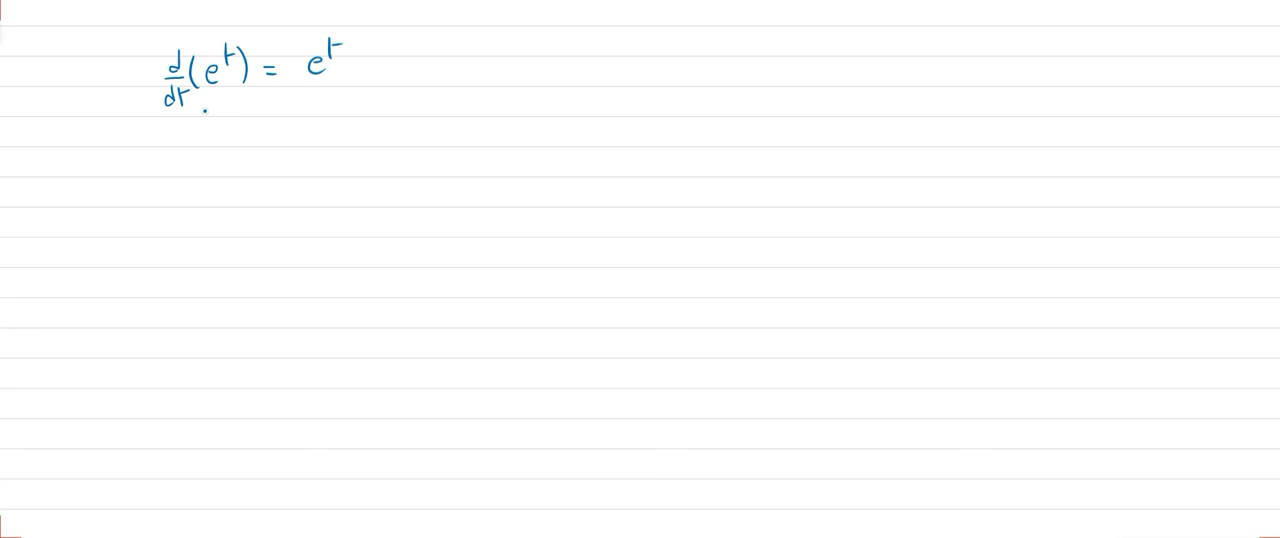 d/dt (e^t) = e^t